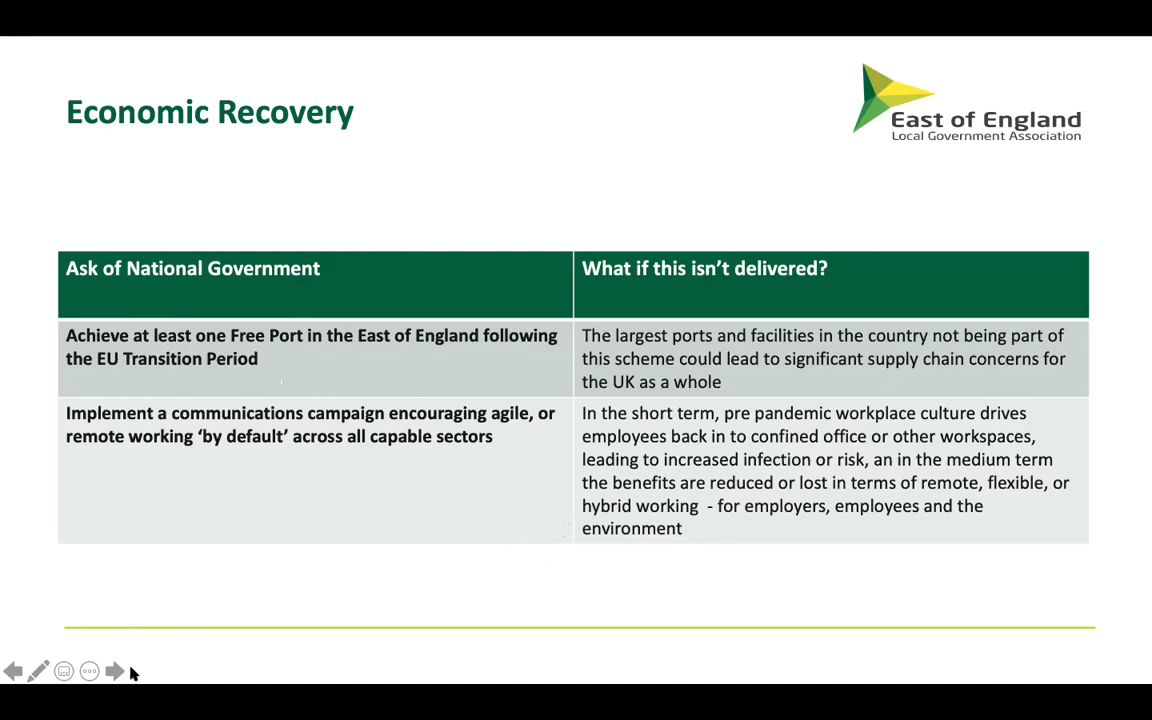 Economic Recovery
East of England
Local Government Association
Ask of National Government
What if this isn't delivered?
Achieve at least one Free Port in the East of England following
the EU Transition Period
The largest ports and facilities in the country not being part of
this scheme could lead to significant supply chain concerns for
the UK as a whole
Implement a communications campaign encouraging agile, or
remote working ‘by default’ across all capable sectors
In the short term, pre pandemic workplace culture drives
employees back in to confined office or other workspaces,
leading to increased infection or risk, an in the medium term
the benefits are reduced or lost in terms of remote, flexible, or
hybrid working  - for employers, employees and the
environment